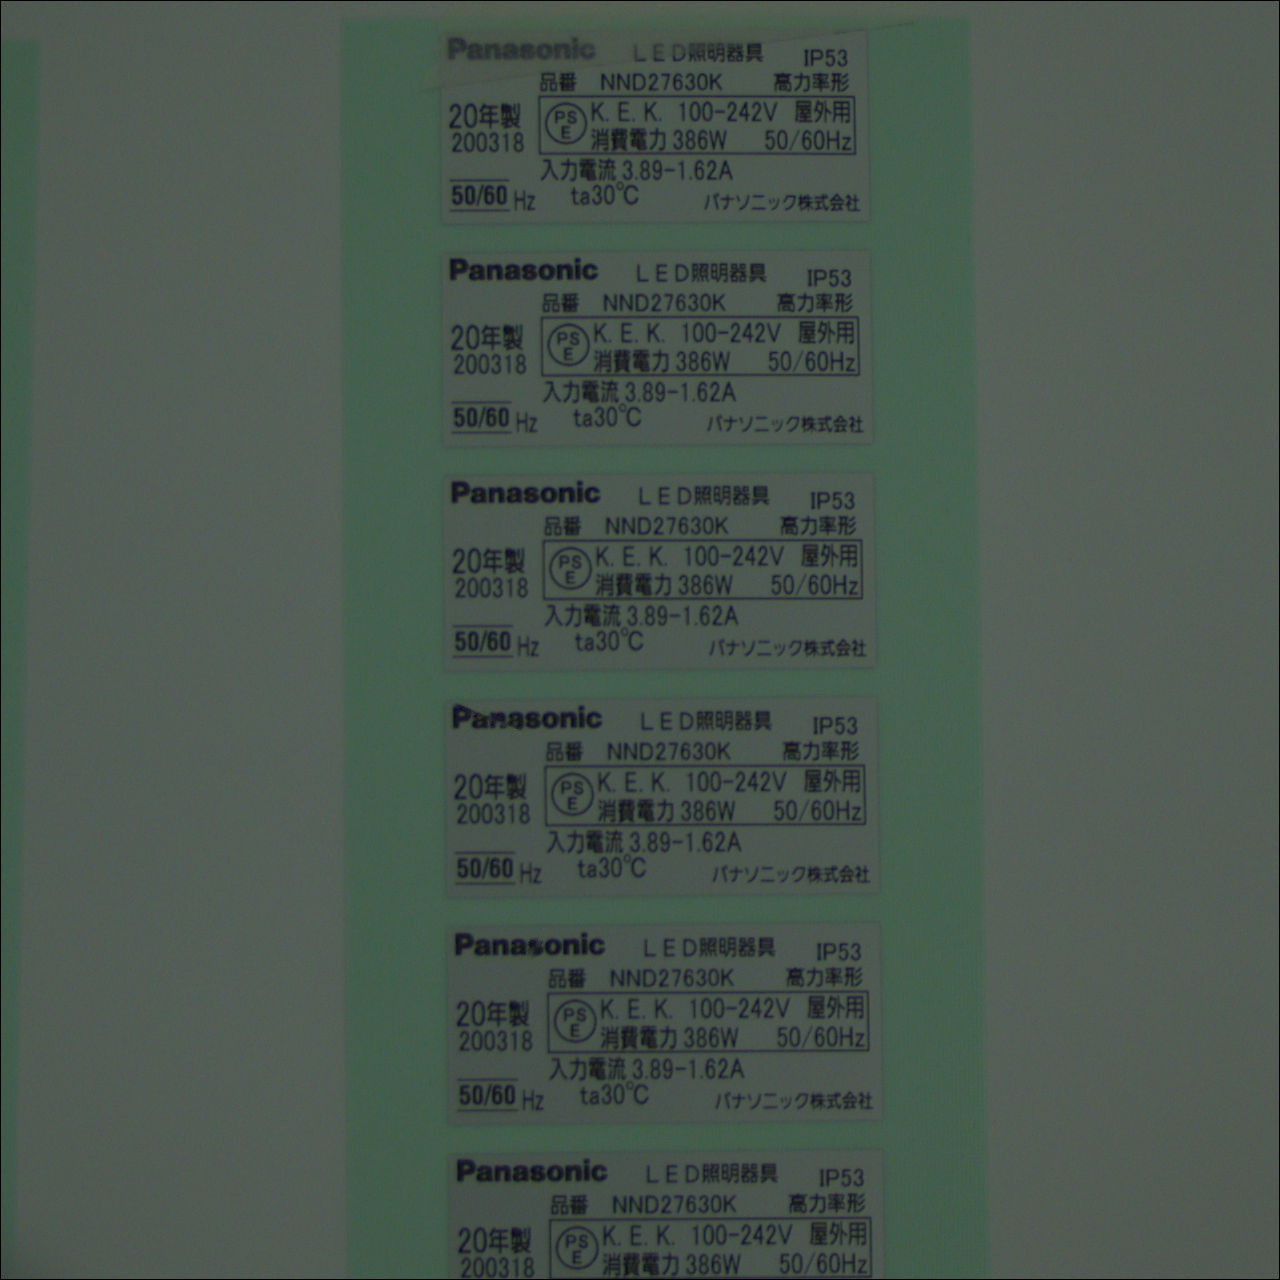 Panasonic LED照明器具 IP53
品番 NND27630K 高力率形
20年製 PSE K.E.K. 100-242V 屋外用
200318 消費電力 386W 50/60Hz
入力電流 3.89-1.62A
50/60 Hz ta30℃ パナソニック株式会社
Panasonic LED照明器具 IP53
品番 NND27630K 高力率形
20年製 PSE K.E.K. 100-242V 屋外用
200318 消費電力 386W 50/60Hz
入力電流 3.89-1.62A
50/60 Hz ta30℃ パナソニック株式会社
Panasonic LED照明器具 IP53
品番 NND27630K 高力率形
20年製 PSE K.E.K. 100-242V 屋外用
200318 消費電力 386W 50/60Hz
入力電流 3.89-1.62A
50/60 Hz ta30℃ パナソニック株式会社
Panasonic LED照明器具 IP53
品番 NND27630K 高力率形
20年製 PSE K.E.K. 100-242V 屋外用
200318 消費電力 386W 50/60Hz
入力電流 3.89-1.62A
50/60 Hz ta30℃ パナソニック株式会社
Panasonic LED照明器具 IP53
品番 NND27630K 高力率形
20年製 PSE K.E.K. 100-242V 屋外用
200318 消費電力 386W 50/60Hz
入力電流 3.89-1.62A
50/60 Hz ta30℃ パナソニック株式会社
Panasonic LED照明器具 IP53
品番 NND27630K 高力率形
20年製 PSE K.E.K. 100-242V 屋外用
200318 消費電力 386W 50/60Hz